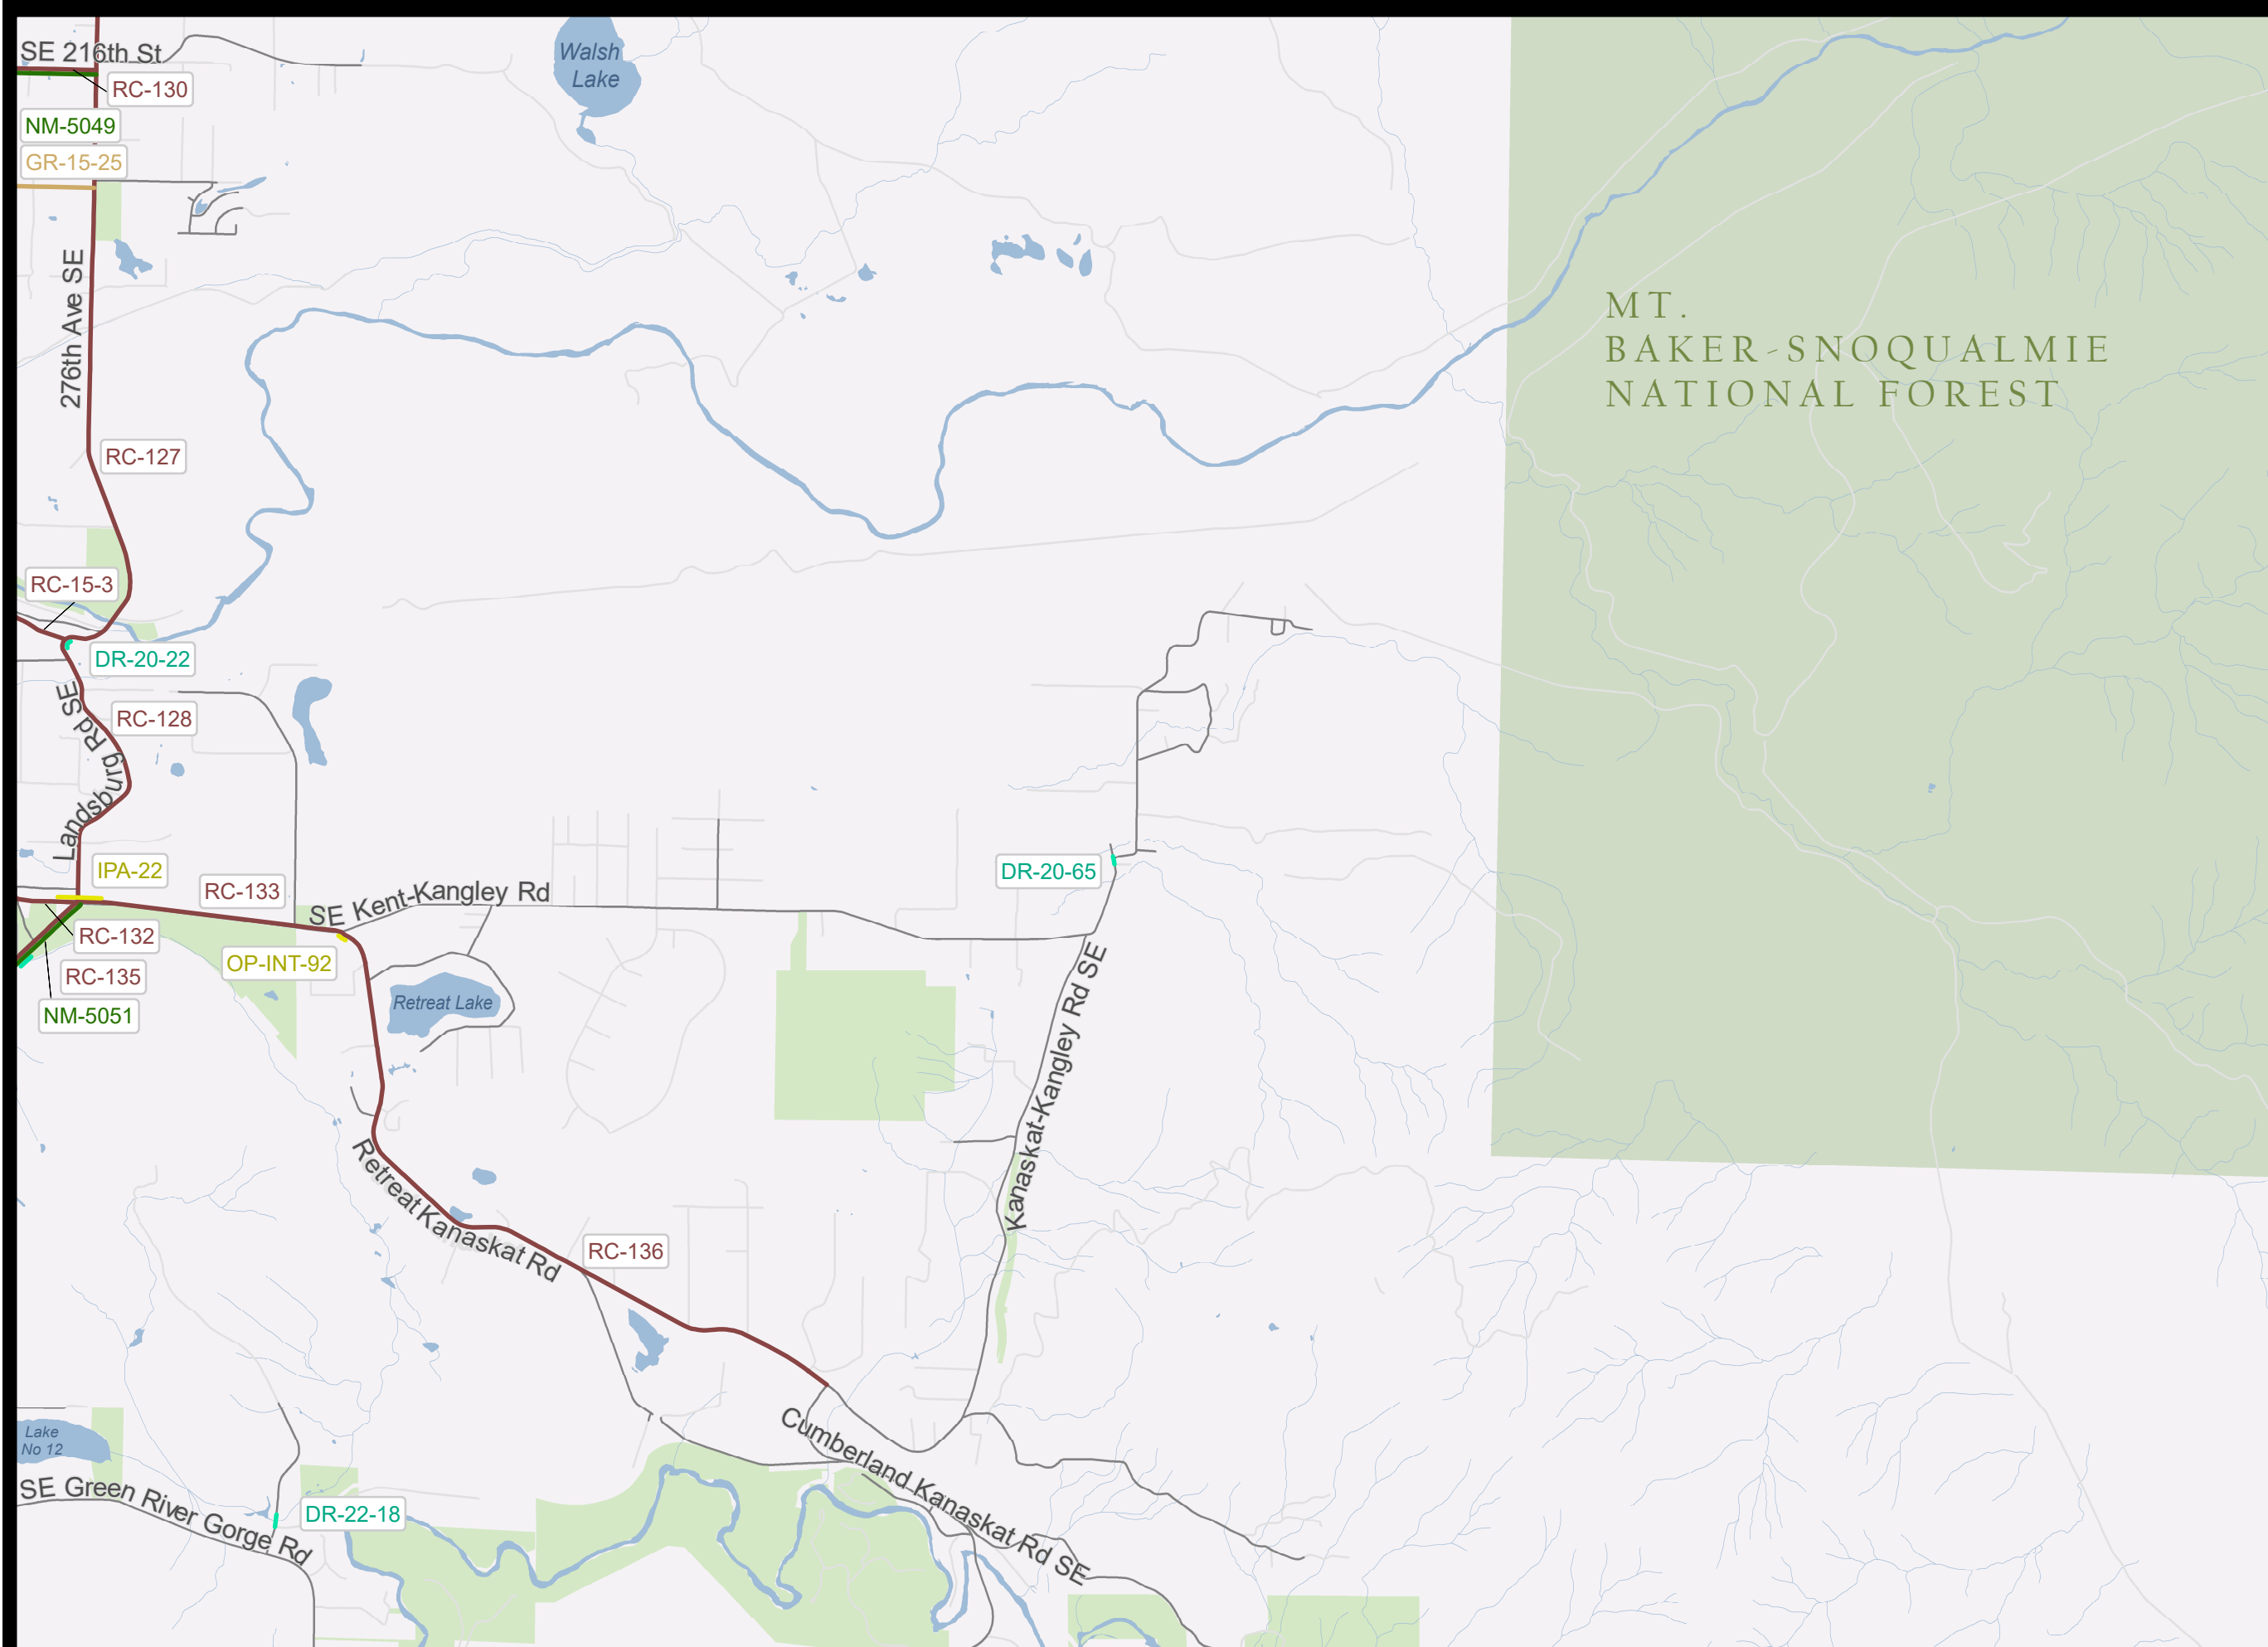 SE 216th St
Walsh
Lake
RC-130
NM-5049
GR-15-25
276th Ave SE
MT.
BAKER-SNOQUALMIE
NATIONAL FOREST
RC-127
RC-15-3
DR-20-22
RC-128
Landsburg Rd SE
IPA-22
DR-20-65
RC-133
SE Kent-Kangley Rd
RC-132
OP-INT-92
RC-135
Retreat Lake
NM-5051
Kanaskat-Kangley Rd SE
Retreat Kanaskat Rd
RC-136
Lake
No 12
Cumberland Kanaskat Rd SE
SE Green River Gorge Rd
DR-22-18